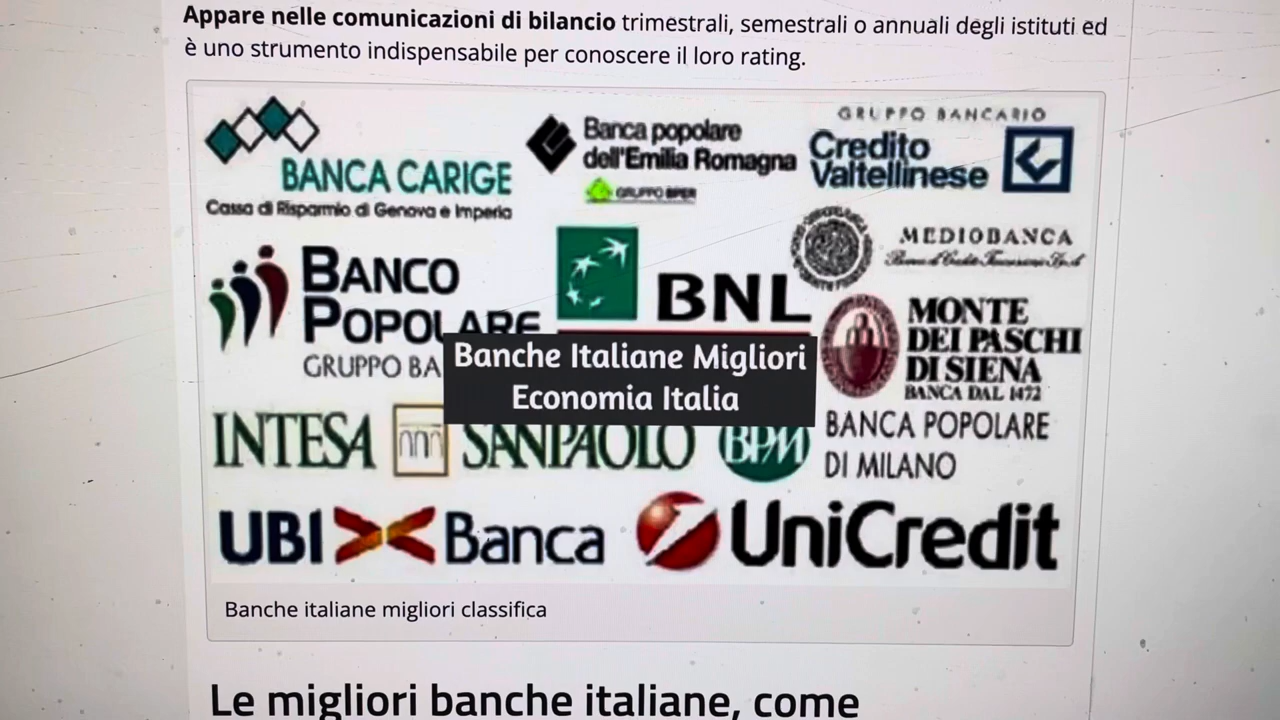 Appare nelle comunicazioni di bilancio trimestrali, semestrali o annuali degli istituti ed
è uno strumento indispensabile per conoscere il loro rating.
BANCA CARIGE
Cassa di Risparmio di Genova e Imperia
Banca popolare
dell'Emilia Romagna
GRUPPO BPER
GRUPPO BANCARIO
Credito
Valtellinese
BANCO
POPOLARE
GRUPPO BA
BNL
MEDIOBANCA
MONTE
DEI PASCHI
DI SIENA
BANCA DAL 1472
Banche Italiane Migliori
Economia Italia
INTESA SANPAOLO
BPM
BANCA POPOLARE
DI MILANO
UBI Banca
UniCredit
Banche italiane migliori classifica
Le migliori banche italiane, come